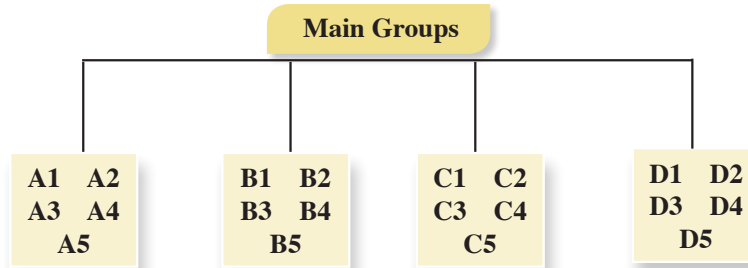 Main Groups
A1 A2
A3 A4
A5
B1 B2
B3 B4
B5
C1 C2
C3 C4
C5
D1 D2
D3 D4
D5